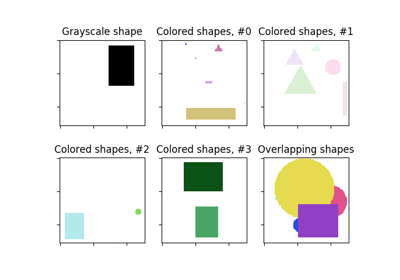 Grayscale shape
Colored shapes, #0
Colored shapes, #1
Colored shapes, #2
Colored shapes, #3
Overlapping shapes